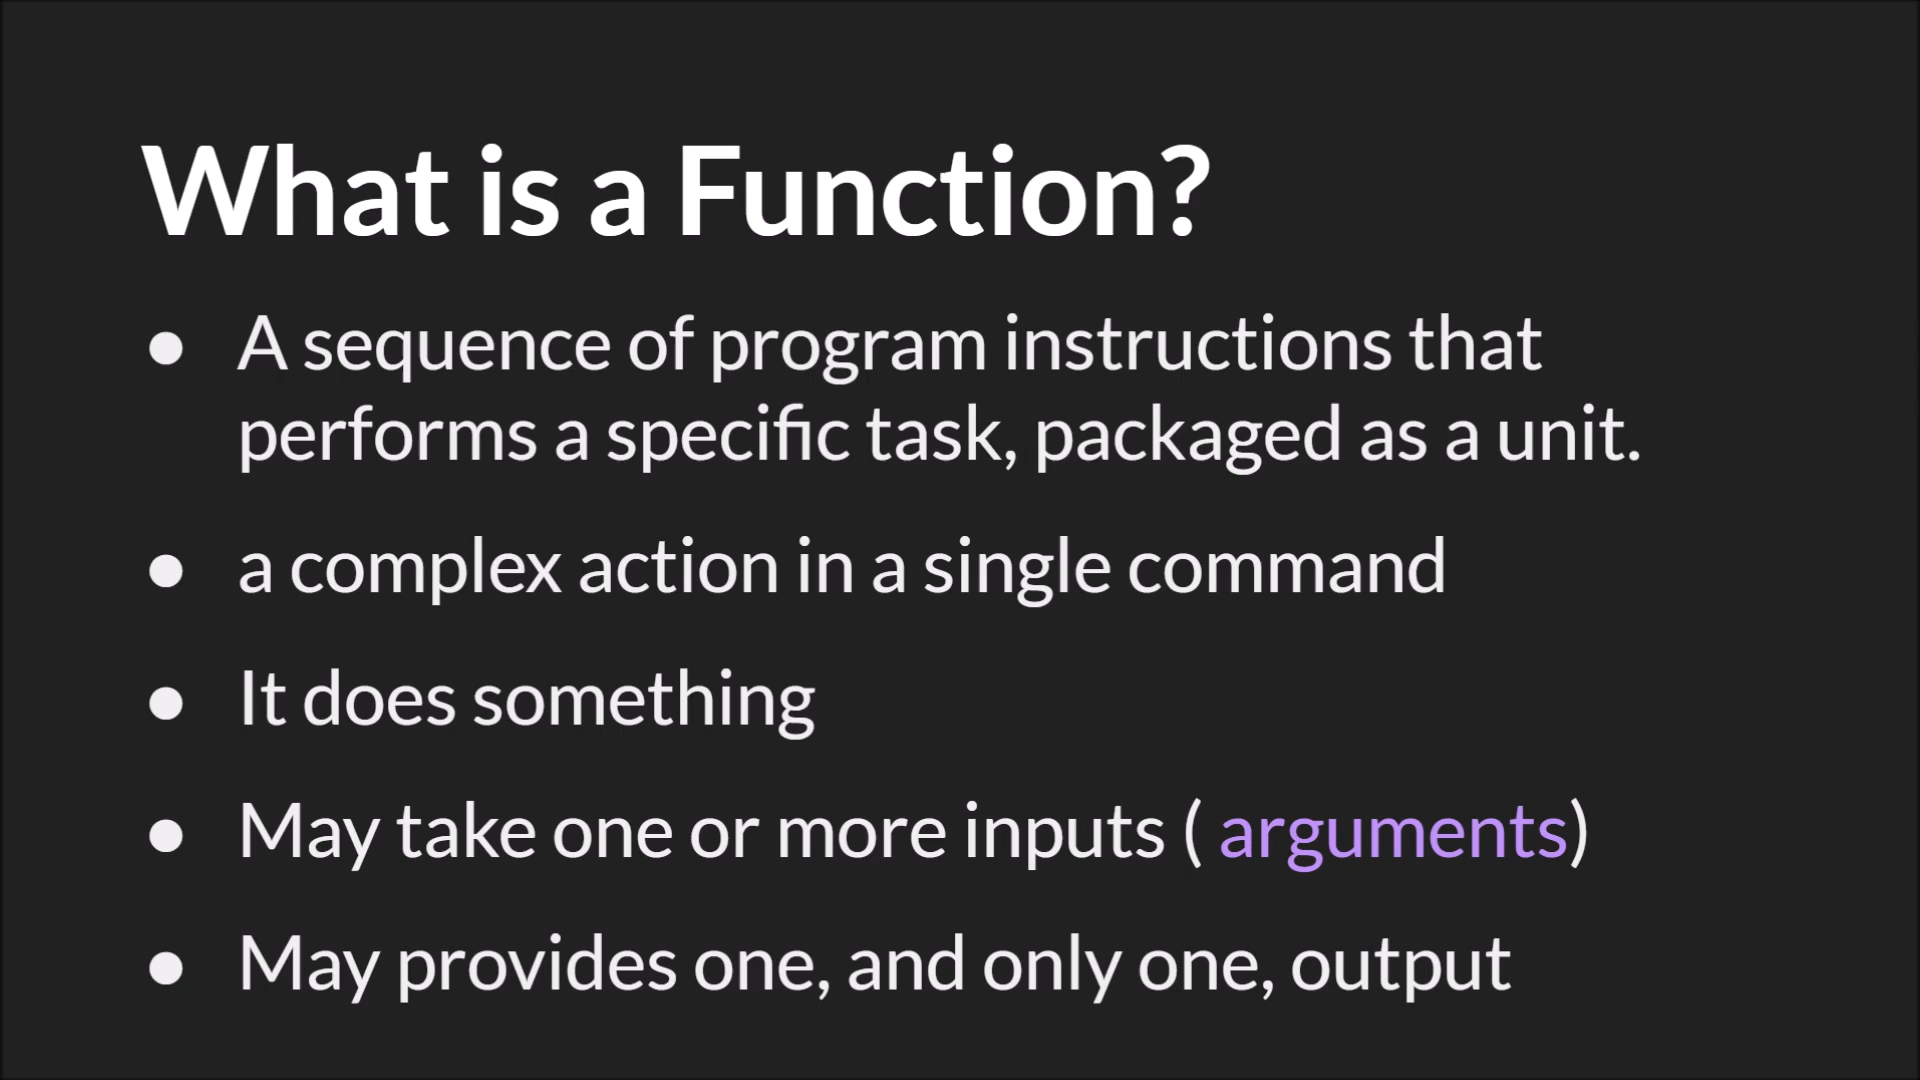 What is a Function?
● A sequence of program instructions that
performs a specific task, packaged as a unit.
● a complex action in a single command
● It does something
● May take one or more inputs ( arguments)
● May provides one, and only one, output